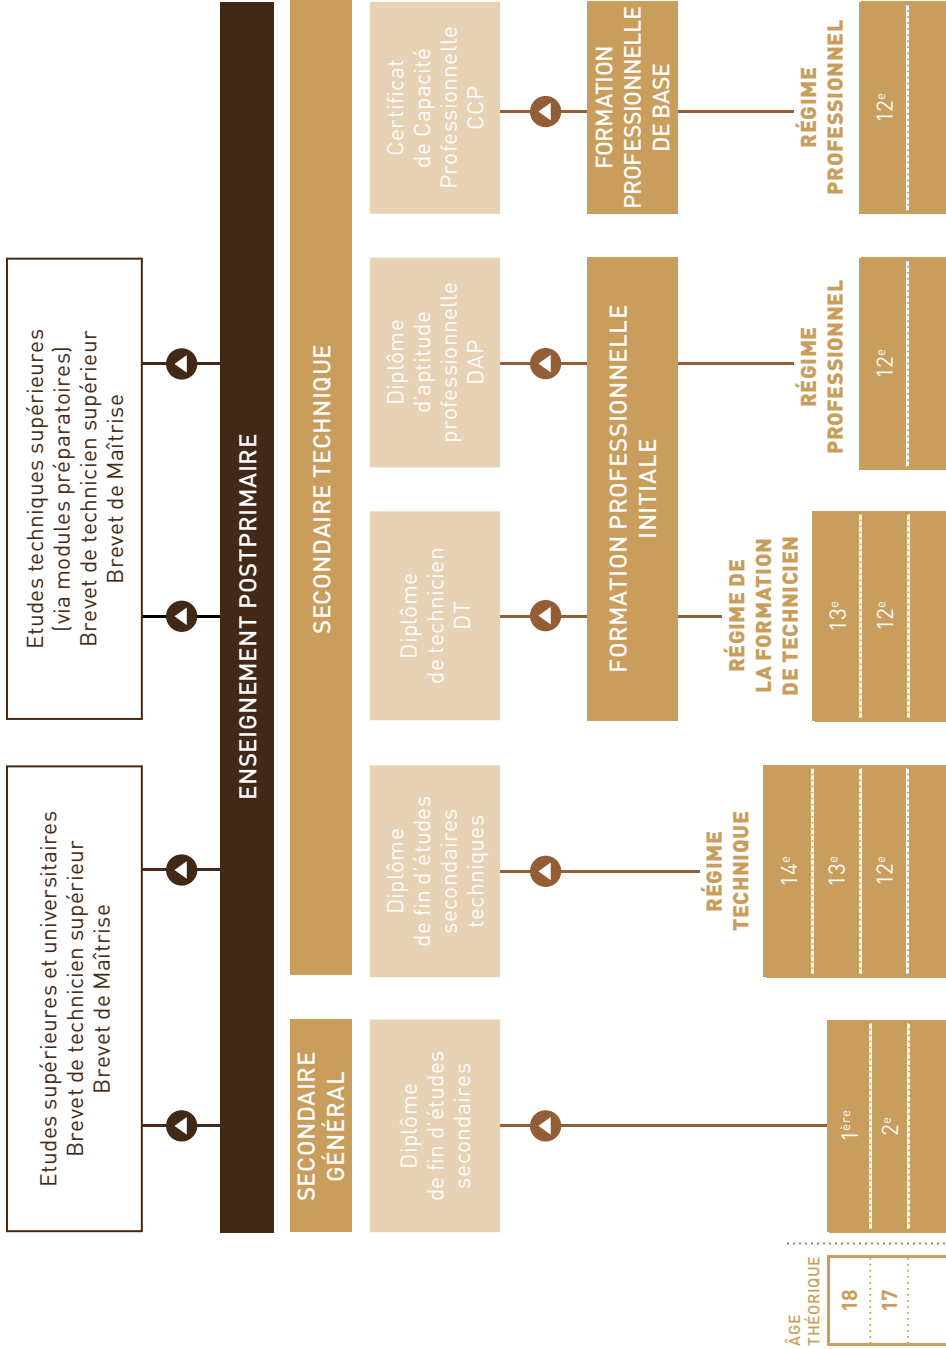 Etudes supérieures et universitaires
Brevet de technicien supérieur
Brevet de Maîtrise
Etudes techniques supérieures
(via modules préparatoires)
Brevet de technicien supérieur
Brevet de Maîtrise
ENSEIGNEMENT POSTPRIMAIRE
SECONDAIRE
GÉNÉRAL
SECONDAIRE TECHNIQUE
Diplôme
de fin d'études
secondaires
Diplôme
de fin d'études
secondaires
techniques
Diplôme
de technicien
DT
Diplôme
d'aptitude
professionnelle
DAP
Certificat
de Capacité
Professionnelle
CCP
FORMATION PROFESSIONNELLE
INITIALE
FORMATION
PROFESSIONNELLE
DE BASE
RÉGIME
TECHNIQUE
RÉGIME DE
LA FORMATION
DE TECHNICIEN
RÉGIME
PROFESSIONNEL
RÉGIME
PROFESSIONNEL
ÂGE
THÉORIQUE
18
17
1ère
2e
14e
13e
12e
13e
12e
12e
12e